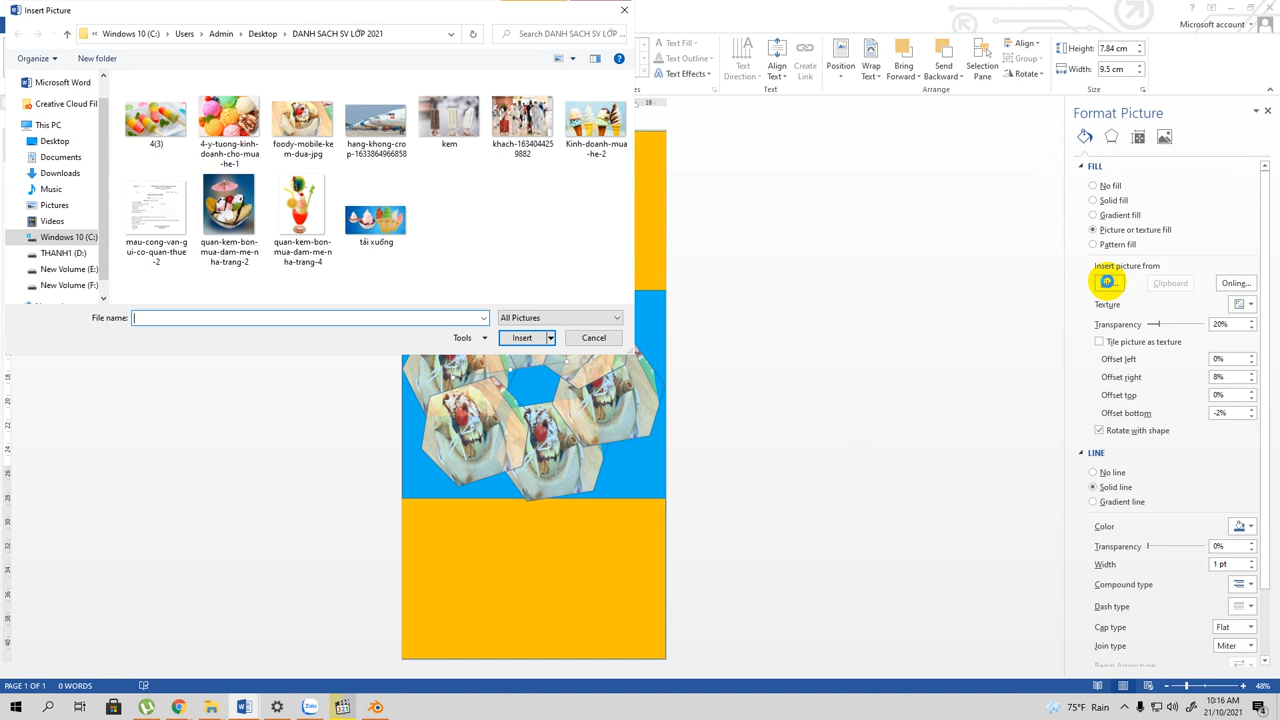 Insert Picture
Windows 10 (C:) Users Admin Desktop DANH SACH SV LỚP 2021
Search DANH SACH SV LỚP ...
Microsoft account
Organize New folder
Text Fill
Text Outline
Text Effects
Text Direction
Align Text
Create Link
Text
Position
Wrap Text
Bring Forward
Send Backward
Selection Pane
Align
Group
Rotate
Arrange
Height: 7.84 cm
Width: 9.5 cm
Size
Microsoft Word
Creative Cloud Fil
This PC
Desktop
Documents
Downloads
Music
Pictures
Videos
Windows 10 (C:)
THANH1 (D:)
New Volume (E:)
New Volume (F:)
4(3)
4-y-tuong-kinh-doanh-cho-mua-he-1
foody-mobile-kem-dua-jpg
hang-khong-crop-1633864966858
kem
khach-1634044259882
Kinh-doanh-mua-he-2
mau-cong-van-gui-co-quan-thue-2
quan-kem-bon-mua-dam-me-nha-trang-2
quan-kem-bon-mua-dam-me-nha-trang-4
tải xuống
File name:
All Pictures
Tools
Insert
Cancel
Format Picture
FILL
No fill
Solid fill
Gradient fill
Picture or texture fill
Pattern fill
Insert picture from
Clipboard
Online...
Texture
Transparency 20%
Tile picture as texture
Offset left 0%
Offset right 8%
Offset top 0%
Offset bottom -2%
Rotate with shape
LINE
No line
Solid line
Gradient line
Color
Transparency 0%
Width 1 pt
Compound type
Dash type
Cap type Flat
Join type Miter
Begin Arrow type
PAGE 1 OF 1 0 WORDS
48%
Zalo
321
75°F Rain
10:16 AM
21/10/2021